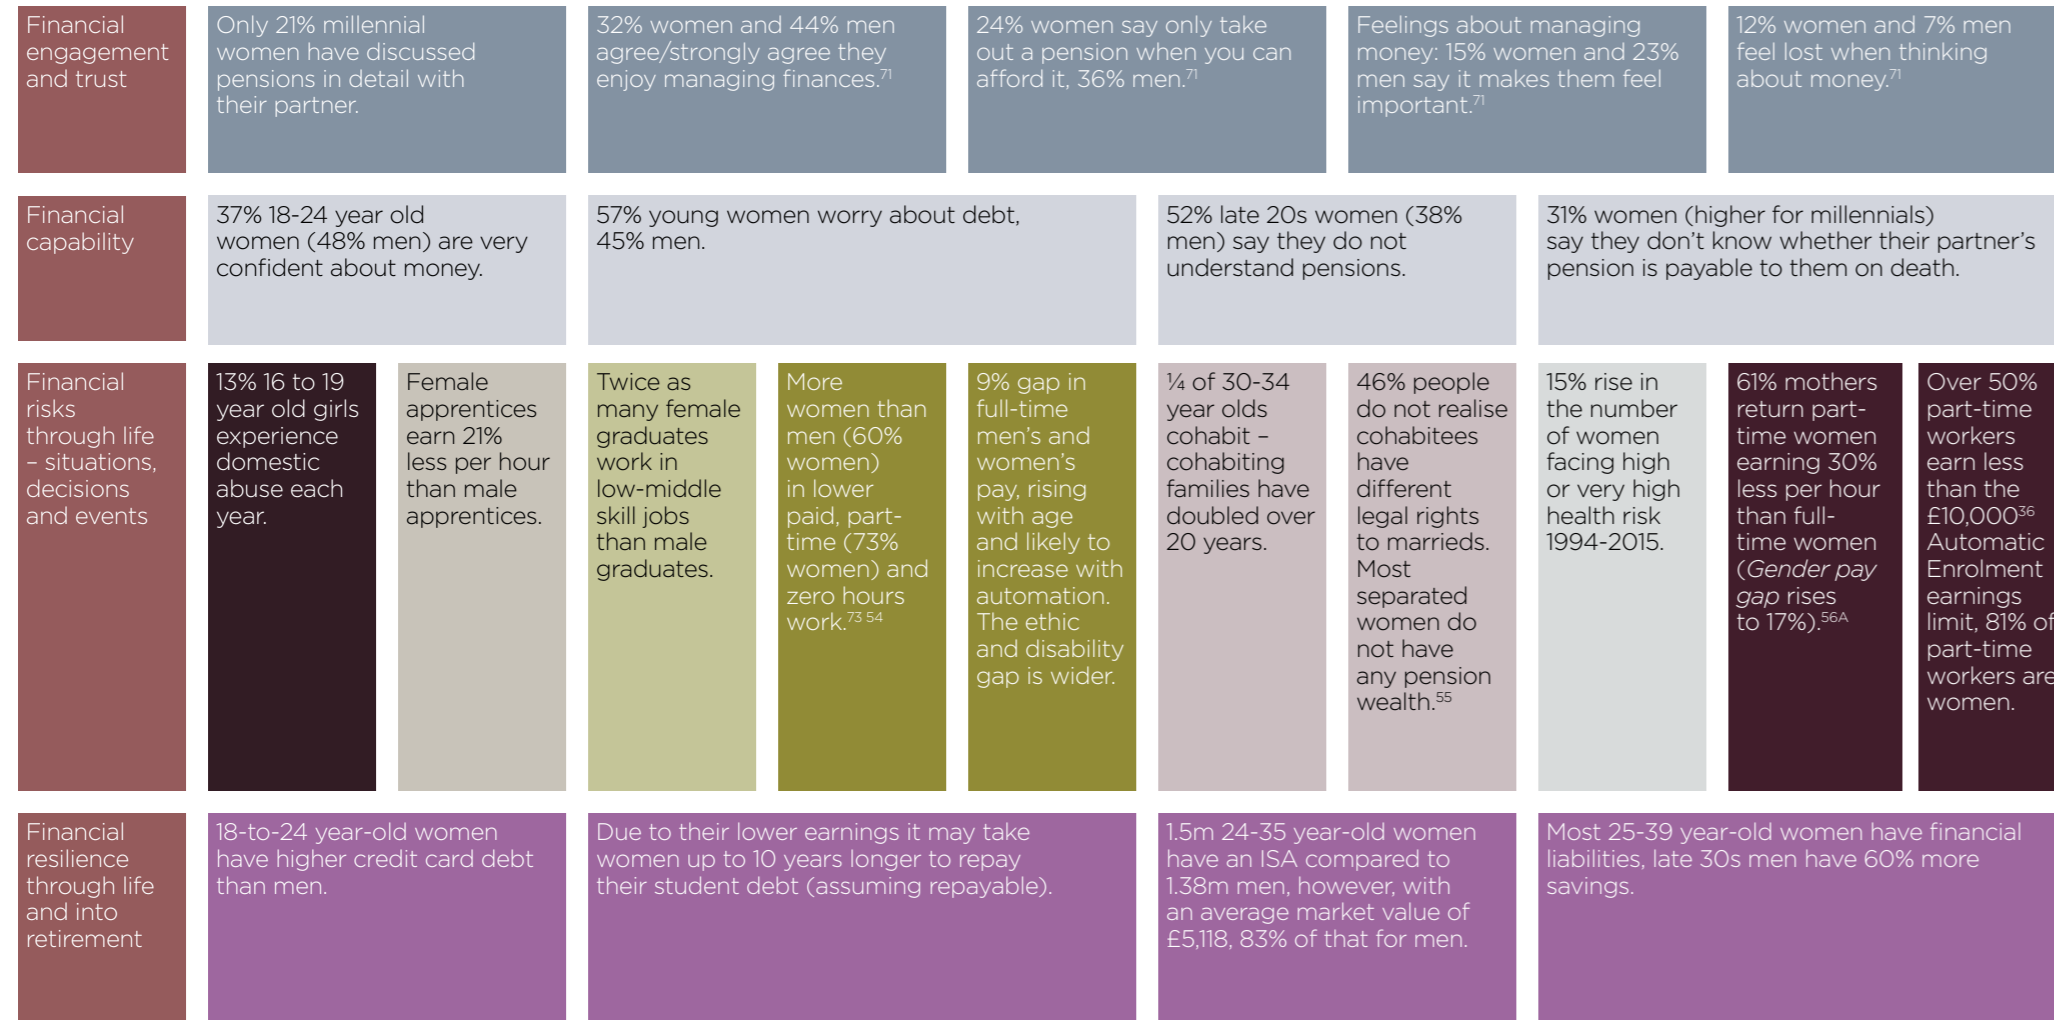 Financial
engagement
and trust
Only 21% millennial
women have discussed
pensions in detail with
their partner.
32% women and 44% men
agree/strongly agree they
enjoy managing finances.71
24% women say only take
out a pension when you can
afford it, 36% men.71
Feelings about managing
money: 15% women and 23%
men say it makes them feel
important.71
12% women and 7% men
feel lost when thinking
about money.71
Financial
capability
37% 18-24 year old
women (48% men) are very
confident about money.
57% young women worry about debt,
45% men.
52% late 20s women (38%
men) say they do not
understand pensions.
31% women (higher for millennials)
say they don't know whether their partner's
pension is payable to them on death.
Financial
risks
through life
– situations,
decisions
and events
13% 16 to 19
year old girls
experience
domestic
abuse each
year.
Female
apprentices
earn 21%
less per hour
than male
apprentices.
Twice as
many female
graduates
work in
low-middle
skill jobs
than male
graduates.
More
women than
men (60%
women)
in lower
paid, part-
time (73%
women) and
zero hours
work.73 54
9% gap in
full-time
men's and
women's
pay, rising
with age
and likely to
increase with
automation.
The ethic
and disability
gap is wider.
¼ of 30-34
year olds
cohabit –
cohabiting
families have
doubled over
20 years.
46% people
do not realise
cohabitees
have
different
legal rights
to marrieds.
Most
separated
women do
not have
any pension
wealth.55
15% rise in
the number
of women
facing high
or very high
health risk
1994-2015.
61% mothers
return part-
time women
earning 30%
less per hour
than full-
time women
(Gender pay
gap rises
to 17%).56A
Over 50%
part-time
workers
earn less
than the
£10,00036
Automatic
Enrolment
earnings
limit, 81% of
part-time
workers are
women.
Financial
resilience
through life
and into
retirement
18-to-24 year-old women
have higher credit card debt
than men.
Due to their lower earnings it may take
women up to 10 years longer to repay
their student debt (assuming repayable).
1.5m 24-35 year-old women
have an ISA compared to
1.38m men, however, with
an average market value of
£5,118, 83% of that for men.
Most 25-39 year-old women have financial
liabilities, late 30s men have 60% more
savings.